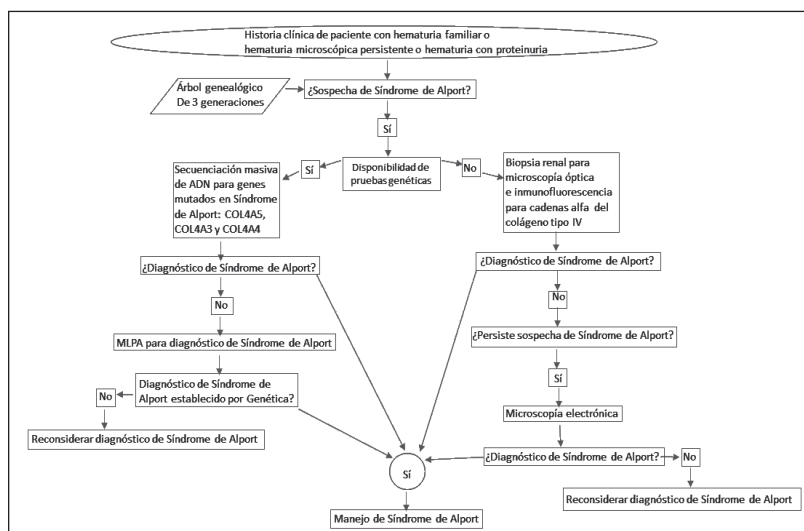 Historia clínica de paciente con hematuria familiar o
hematuria microscópica persistente o hematuria con proteinuria
Árbol genealógico
De 3 generaciones
¿Sospecha de Síndrome de Alport?
Sí
Disponibilidad de
pruebas genéticas
Sí
No
Secuenciación masiva
de ADN para genes
mutados en Síndrome
de Alport: COL4A5,
COL4A3 y COL4A4
Biopsia renal para
microscopía óptica
e inmunofluorescencia
para cadenas alfa del
colágeno tipo IV
¿Diagnóstico de Síndrome de Alport?
No
MLPA para diagnóstico de Síndrome de Alport
Diagnóstico de Síndrome de
Alport establecido por Genética?
No
Reconsiderar diagnóstico de Síndrome de Alport
¿Diagnóstico de Síndrome de Alport?
No
¿Persiste sospecha de Síndrome de Alport?
Sí
Microscopía electrónica
¿Diagnóstico de Síndrome de Alport?
No
Reconsiderar diagnóstico de Síndrome de Alport
Sí
Manejo de Síndrome de Alport